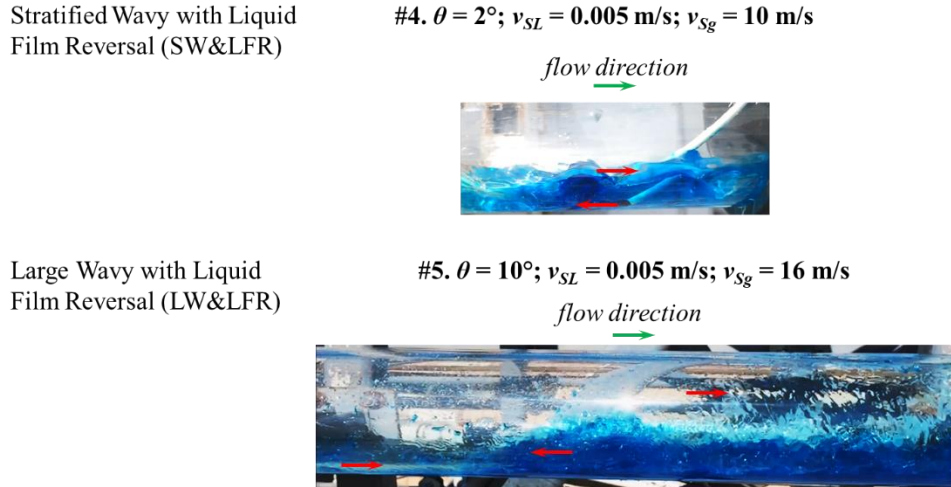 Stratified Wavy with Liquid
Film Reversal (SW&LFR)
#4. θ = 2°; vSL = 0.005 m/s; vSg = 10 m/s
flow direction
Large Wavy with Liquid
Film Reversal (LW&LFR)
#5. θ = 10°; vSL = 0.005 m/s; vSg = 16 m/s
flow direction